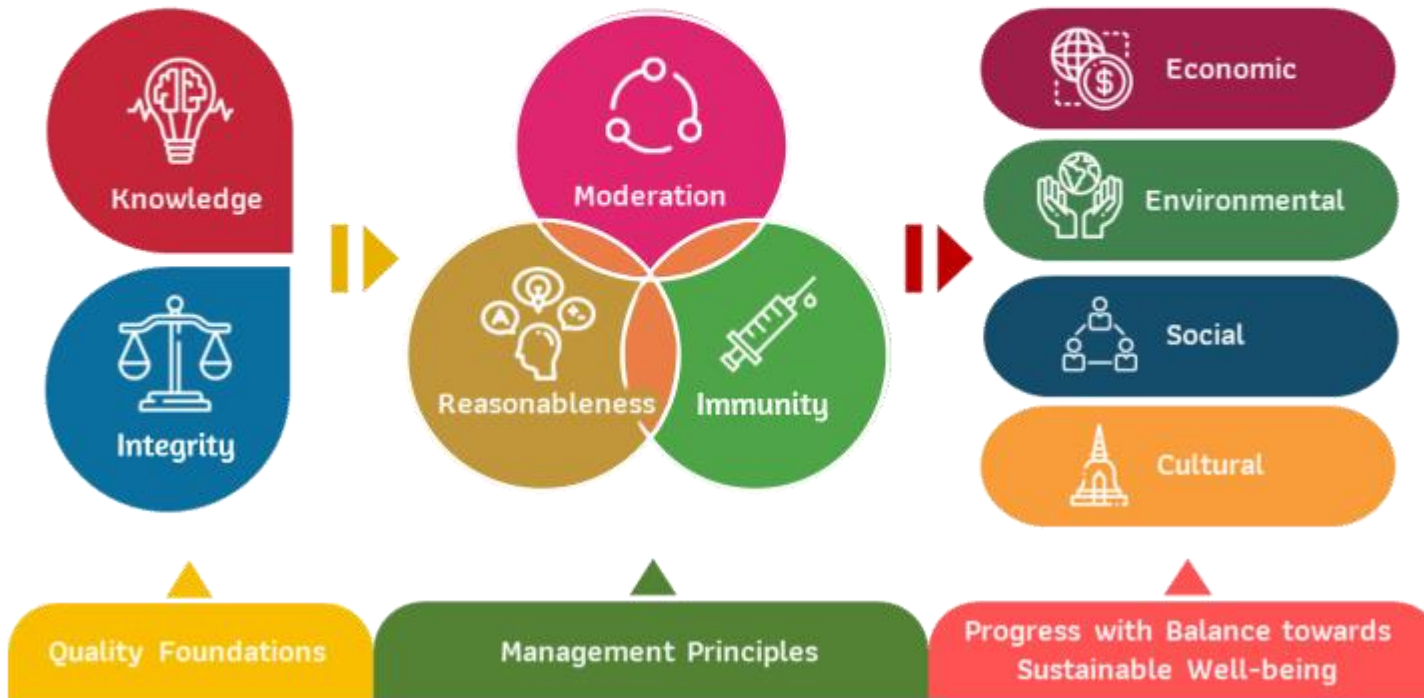 Knowledge
Integrity
Moderation
Reasonableness
Immunity
Economic
Environmental
Social
Cultural
Quality Foundations
Management Principles
Progress with Balance towards
Sustainable Well-being